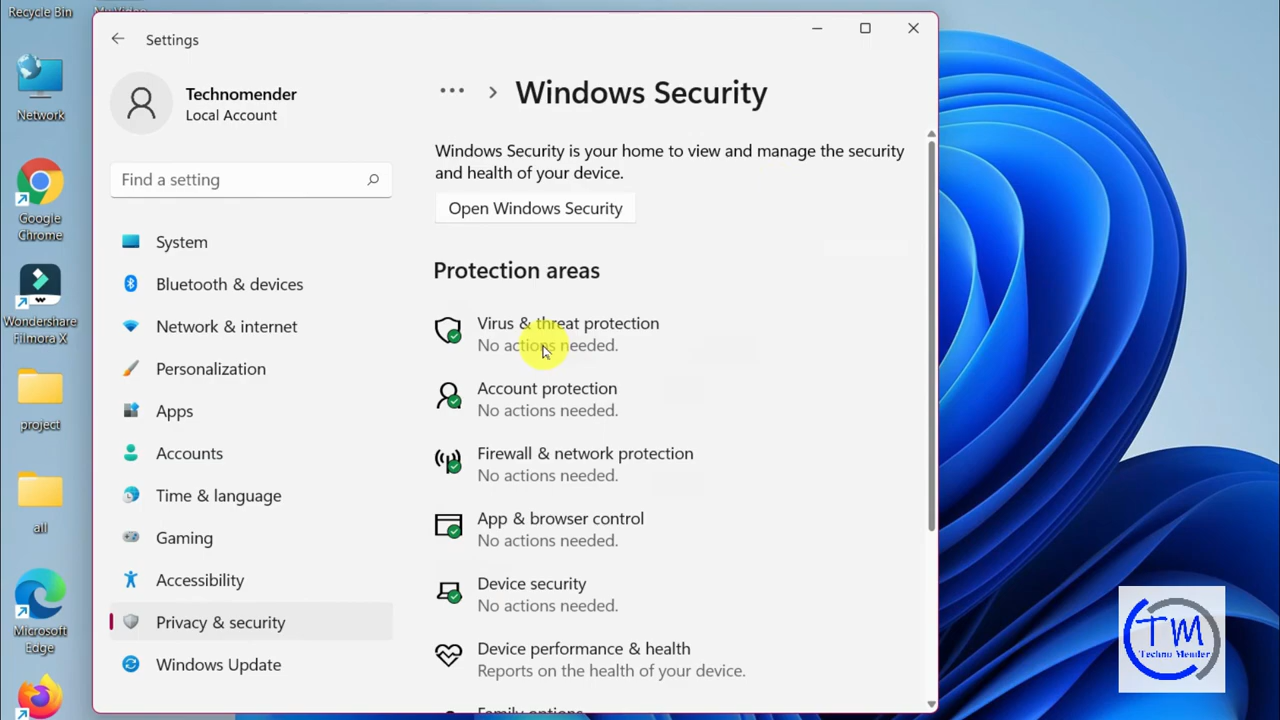 Recycle Bin
Network
Google
Chrome
Wondershare
Filmora X
project
all
Microsoft
Edge
Settings
Technomender
Local Account
Find a setting
System
Bluetooth & devices
Network & internet
Personalization
Apps
Accounts
Time & language
Gaming
Accessibility
Privacy & security
Windows Update
... > Windows Security
Windows Security is your home to view and manage the security
and health of your device.
Open Windows Security
Protection areas
Virus & threat protection
No actions needed.
Account protection
No actions needed.
Firewall & network protection
No actions needed.
App & browser control
No actions needed.
Device security
No actions needed.
Device performance & health
Reports on the health of your device.
Family options
TM
Techno Mender